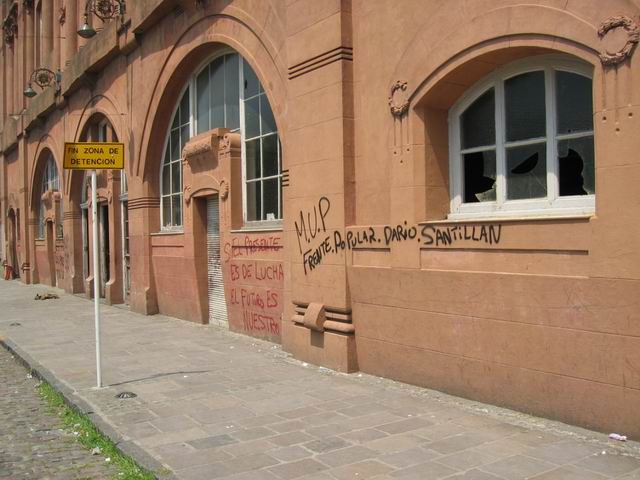 FIN ZONA DE
DETENCION
M.U.P
FRENTE. POPULAR. DARIO. SANTILLAN
EL PRESENTE
ES DE LUCHA
EL FUTURO ES
NUESTRO